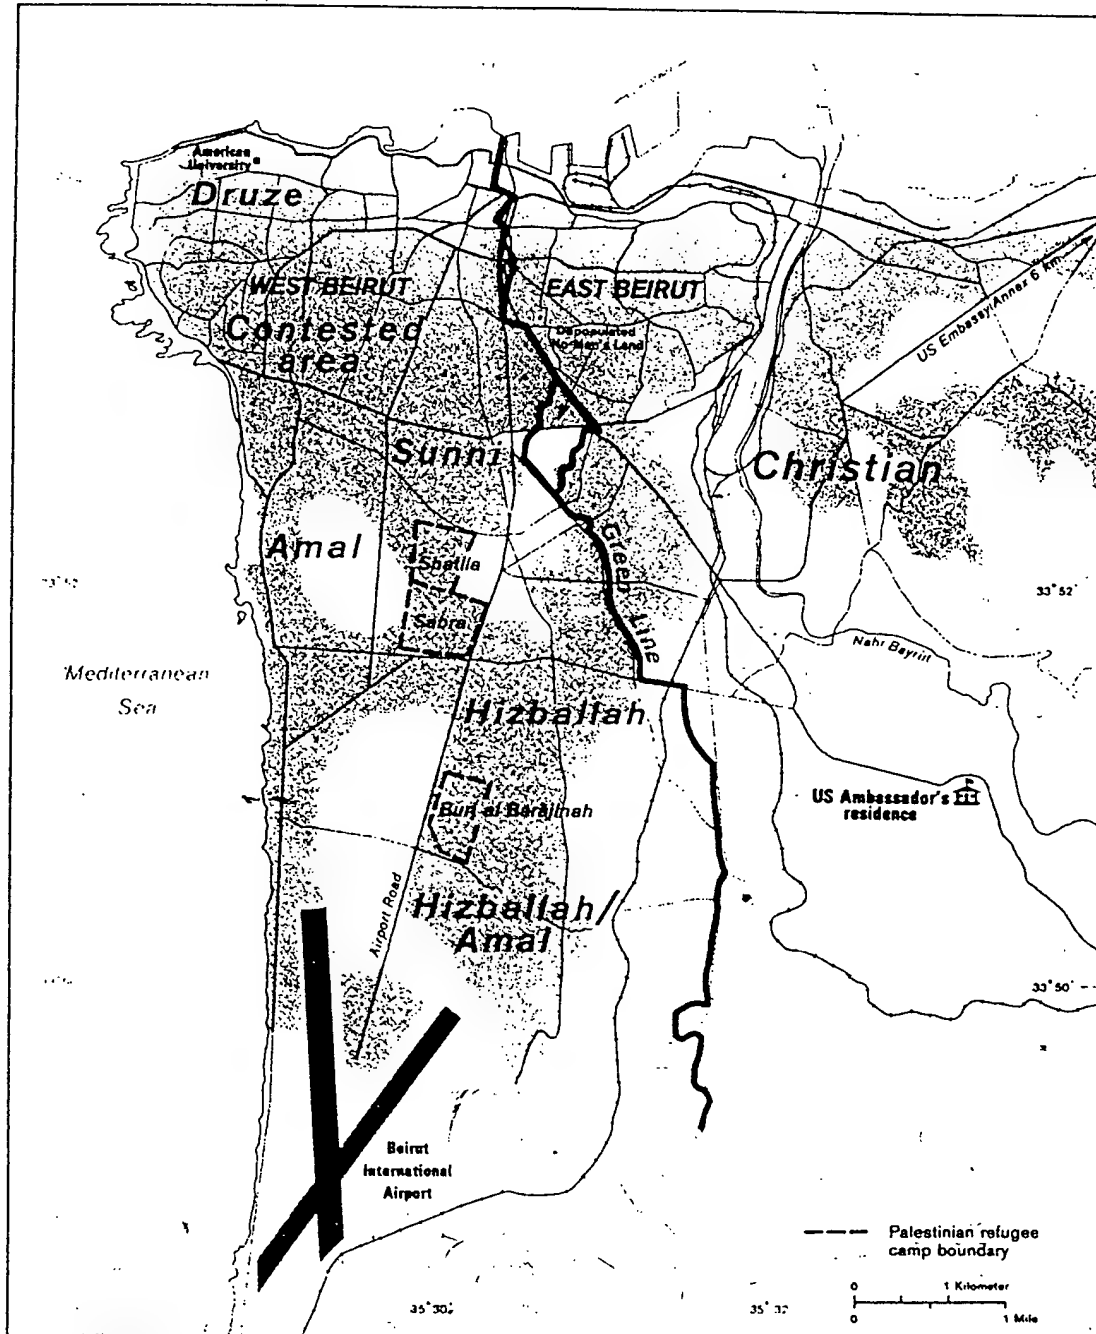 American
University
Druze
WEST BEIRUT
EAST BEIRUT
Contested
area
Depopulated
No-Man's Land
US Embassy/Annex 6 km.
Sunni
Christian
Amal
Shatila
Sabra
Green Line
33°52'
Nahr Bayrūt
Mediterranean
Sea
Hizballah
US Ambassador's
residence
Burj al Barajinah
Hizballah/
Amal
Airport Road
33°50'
Beirut
International
Airport
Palestinian refugee
camp boundary
35°30'
35°32'
0 1 Kilometer
0 1 Mile